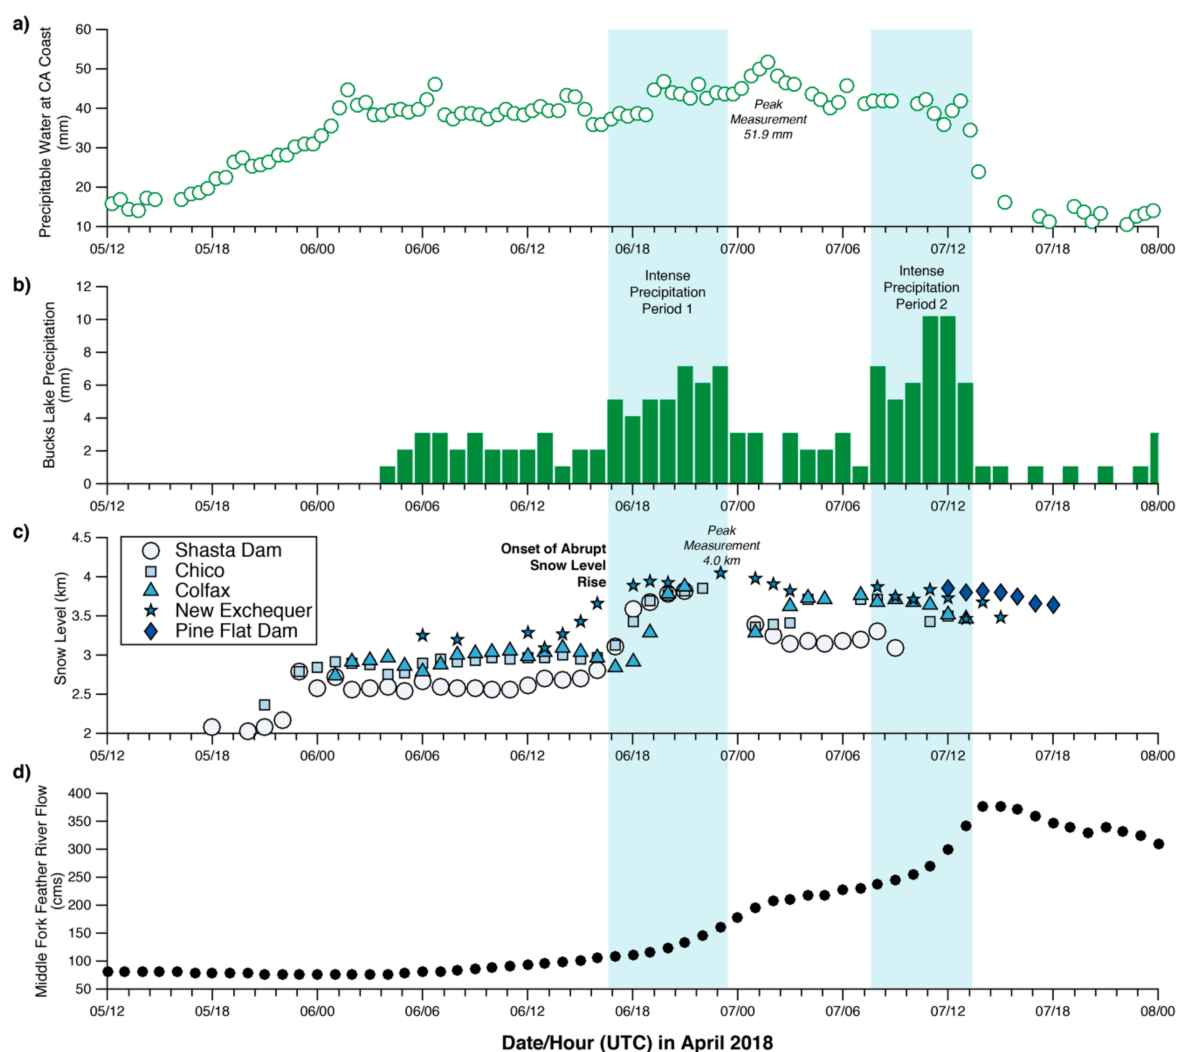 a)
Precipitable Water at CA Coast
(mm)
60
50
40
30
20
10
Peak
Measurement
51.9 mm
05/12 05/18 06/00 06/06 06/12 06/18 07/00 07/06 07/12 07/18 08/00
b)
Bucks Lake Precipitation
(mm)
12
10
8
6
4
2
0
Intense
Precipitation
Period 1
Intense
Precipitation
Period 2
05/12 05/18 06/00 06/06 06/12 06/18 07/00 07/06 07/12 07/18 08/00
c)
Snow Level (km)
4.5
4
3.5
3
2.5
2
Shasta Dam
Chico
Colfax
New Exchequer
Pine Flat Dam
Onset of Abrupt
Snow Level
Rise
Peak
Measurement
4.0 km
05/12 05/18 06/00 06/06 06/12 06/18 07/00 07/06 07/12 07/18 08/00
d)
Middle Fork Feather River Flow
(cms)
400
350
300
250
200
150
100
50
05/12 05/18 06/00 06/06 06/12 06/18 07/00 07/06 07/12 07/18 08/00
Date/Hour (UTC) in April 2018